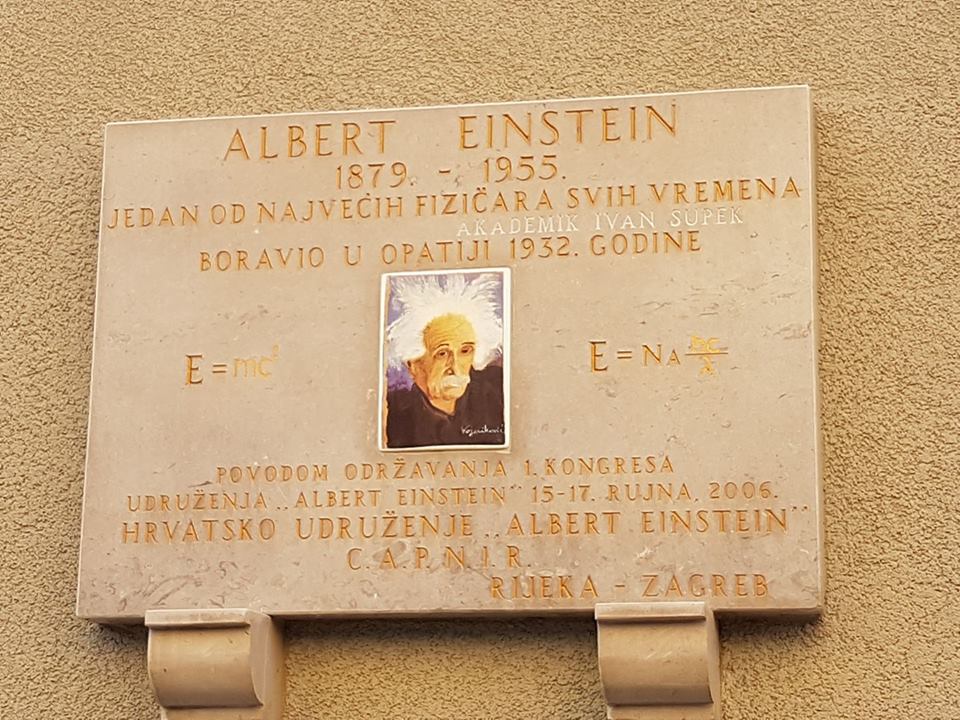 ALBERT EINSTEIN
1879. - 1955.
JEDAN OD NAJVEĆIH FIZIČARA SVIH VREMENA
AKADEMIK IVAN SUPEK
BORAVIO U OPATIJI 1932. GODINE
E = mc²
E = NA hc/λ
POVODOM ODRŽAVANJA 1. KONGRESA
UDRUŽENJA „ALBERT EINSTEIN" 15-17. RUJNA, 2006.
HRVATSKO UDRUŽENJE „ALBERT EINSTEIN"
C.A.P.N.I.R.
RIJEKA - ZAGREB